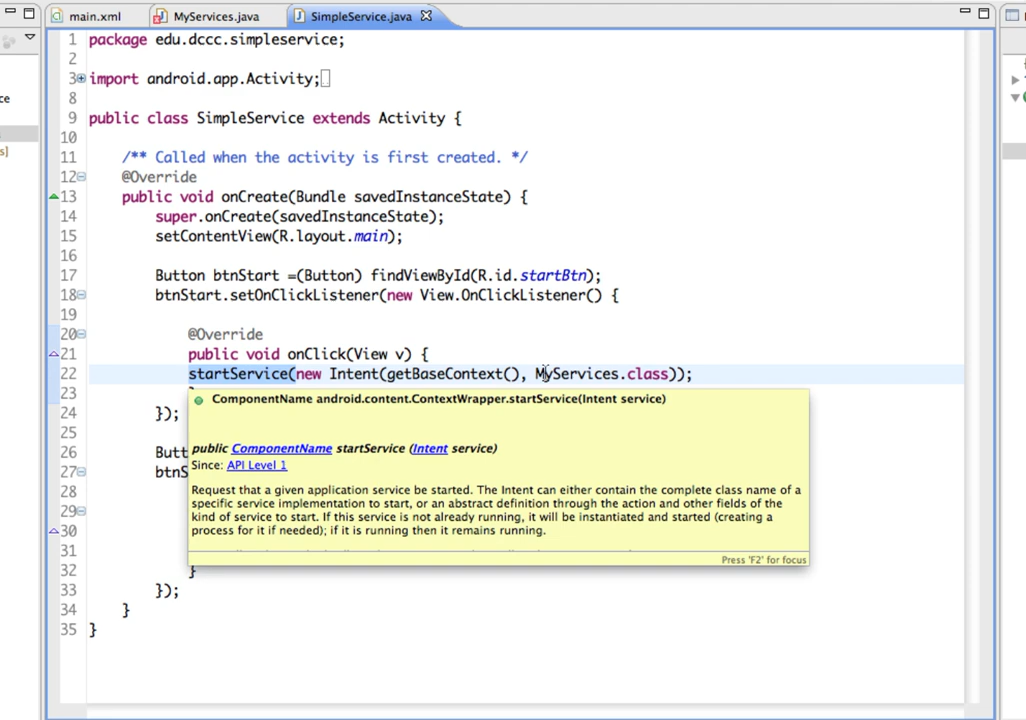 main.xml MyServices.java SimpleService.java
1 package edu.dccc.simpleservice;
2
3 import android.app.Activity;
8
9 public class SimpleService extends Activity {
10
11 /** Called when the activity is first created. */
12 @Override
13 public void onCreate(Bundle savedInstanceState) {
14 super.onCreate(savedInstanceState);
15 setContentView(R.layout.main);
16
17 Button btnStart =(Button) findViewById(R.id.startBtn);
18 btnStart.setOnClickListener(new View.OnClickListener() {
19
20 @Override
21 public void onClick(View v) {
22 startService(new Intent(getBaseContext(), MyServices.class));
23
ComponentName android.content.ContextWrapper.startService(Intent service)
24 });
25
public ComponentName startService (Intent service)
26 Butt
Since: API Level 1
27 btnS
28
Request that a given application service be started. The Intent can either contain the complete class name of a
29
specific service implementation to start, or an abstract definition through the action and other fields of the
kind of service to start. If this service is not already running, it will be instantiated and started (creating a
30
process for it if needed); if it is running then it remains running.
31
Press 'F2' for focus
32 }
33 });
34 }
35 }